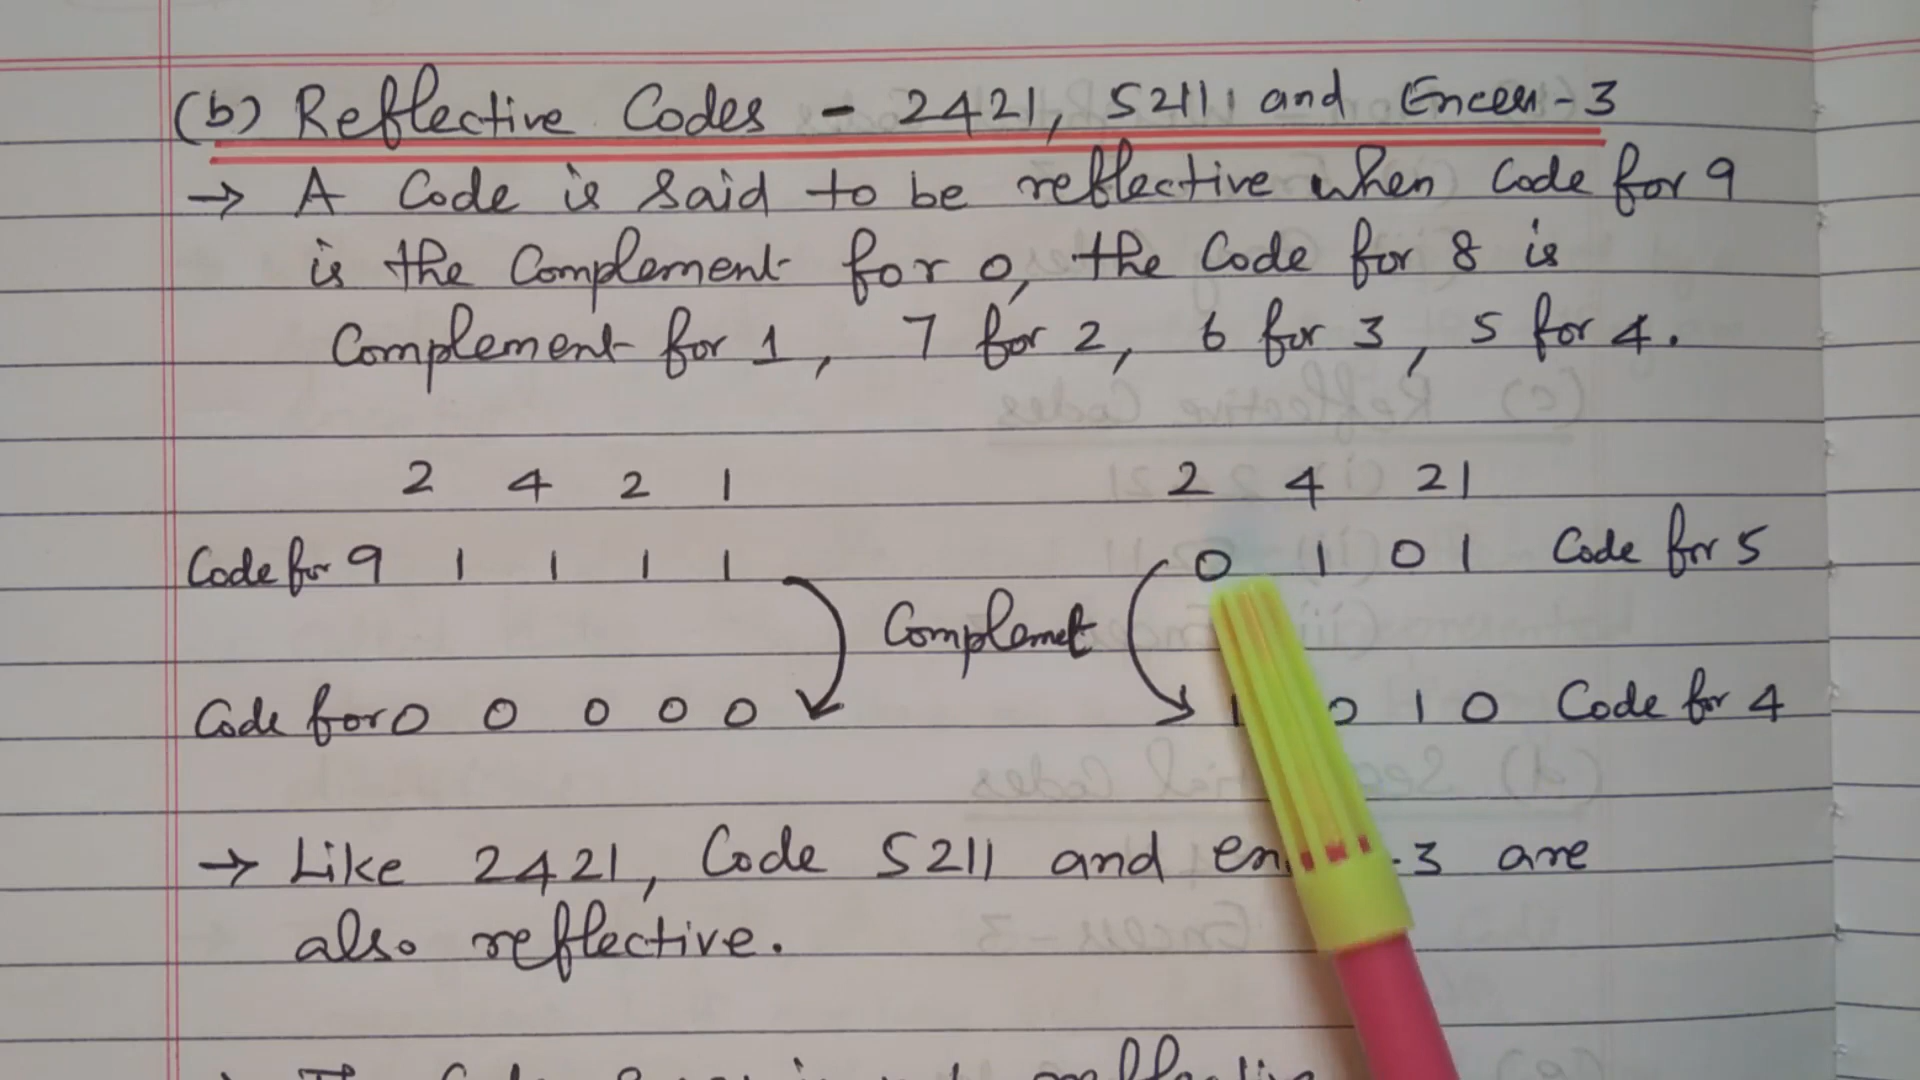 (b) Reflective Codes - 2421, 5211 and Excess-3
→ A Code is said to be reflective when Code for 9
is the Complement for 0, the Code for 8 is
Complement for 1, 7 for 2, 6 for 3, 5 for 4.
2 4 2 1 2 4 2 1
Code for 9 1 1 1 1 0 1 0 1 Code for 5
Complemet
Code for 0 0 0 0 0 1 0 1 0 Code for 4
→ Like 2421, Code 5211 and -3 are
also reflective.